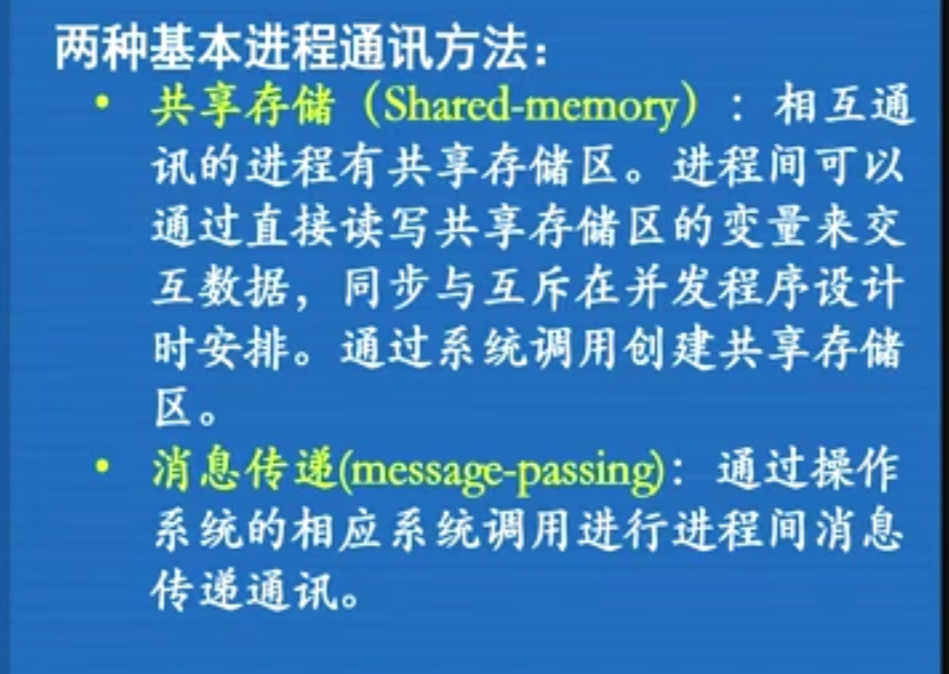 两种基本进程通讯方法：
• 共享存储（Shared-memory）：相互通
讯的进程有共享存储区。进程间可以
通过直接读写共享存储区的变量来交
互数据，同步与互斥在并发程序设计
时安排。通过系统调用创建共享存储
区。
• 消息传递(message-passing)：通过操作
系统的相应系统调用进行进程间消息
传递通讯。